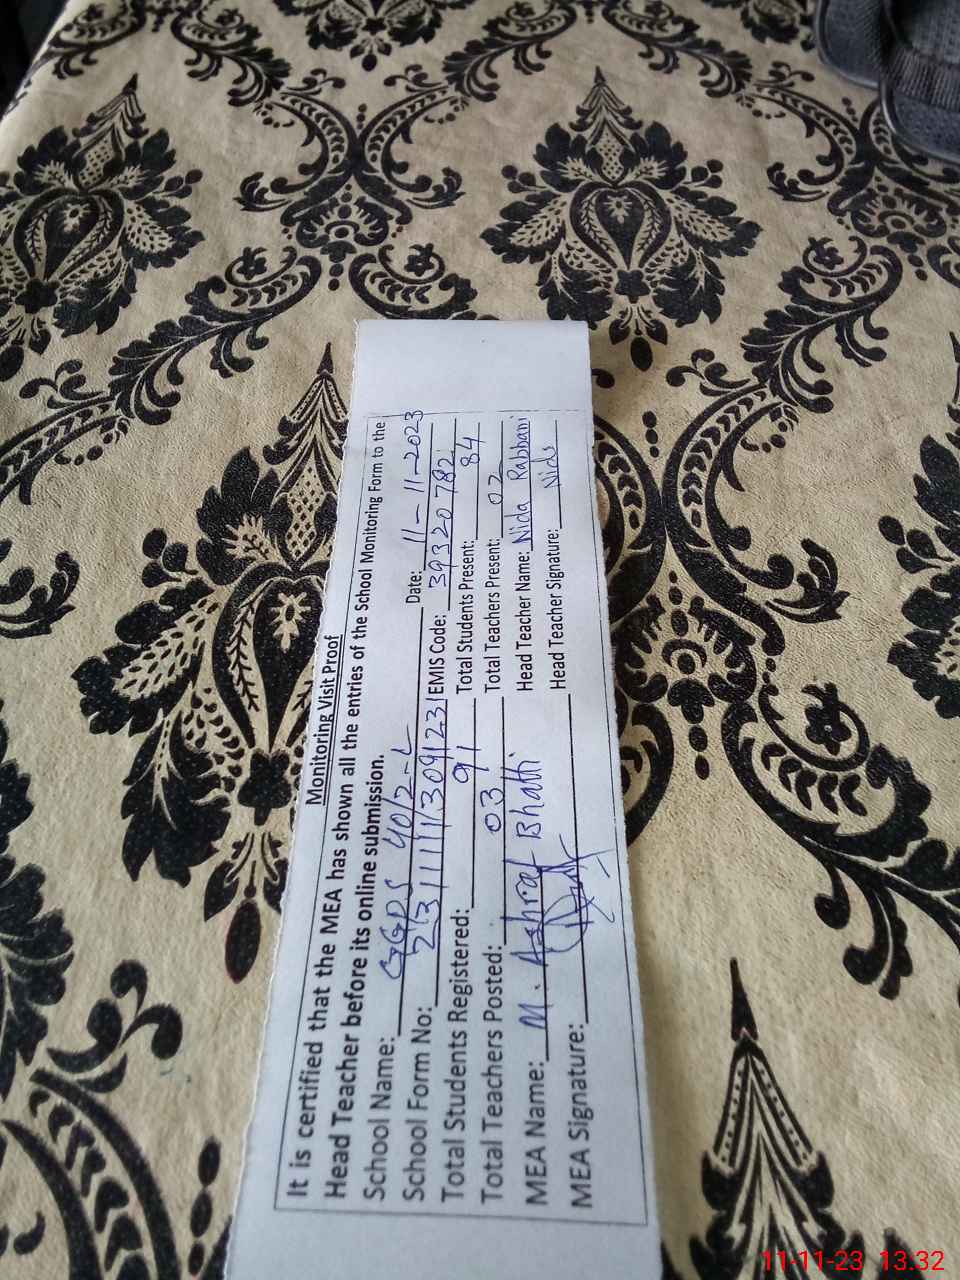 Monitoring Visit Proof
It is certified that the MEA has shown all the entries of the School Monitoring Form to the
Head Teacher before its online submission.
School Name: GGPS 40/2-L Date: 11-11-2023
School Form No: 2311111309123 EMIS Code: 39320782
Total Students Registered: 91 Total Students Present: 84
Total Teachers Posted: 03 Total Teachers Present: 02
MEA Name: M. Ashraf Bhatti Head Teacher Name: Nida Rabbani
MEA Signature: Head Teacher Signature: Nida
11-11-23 13.32